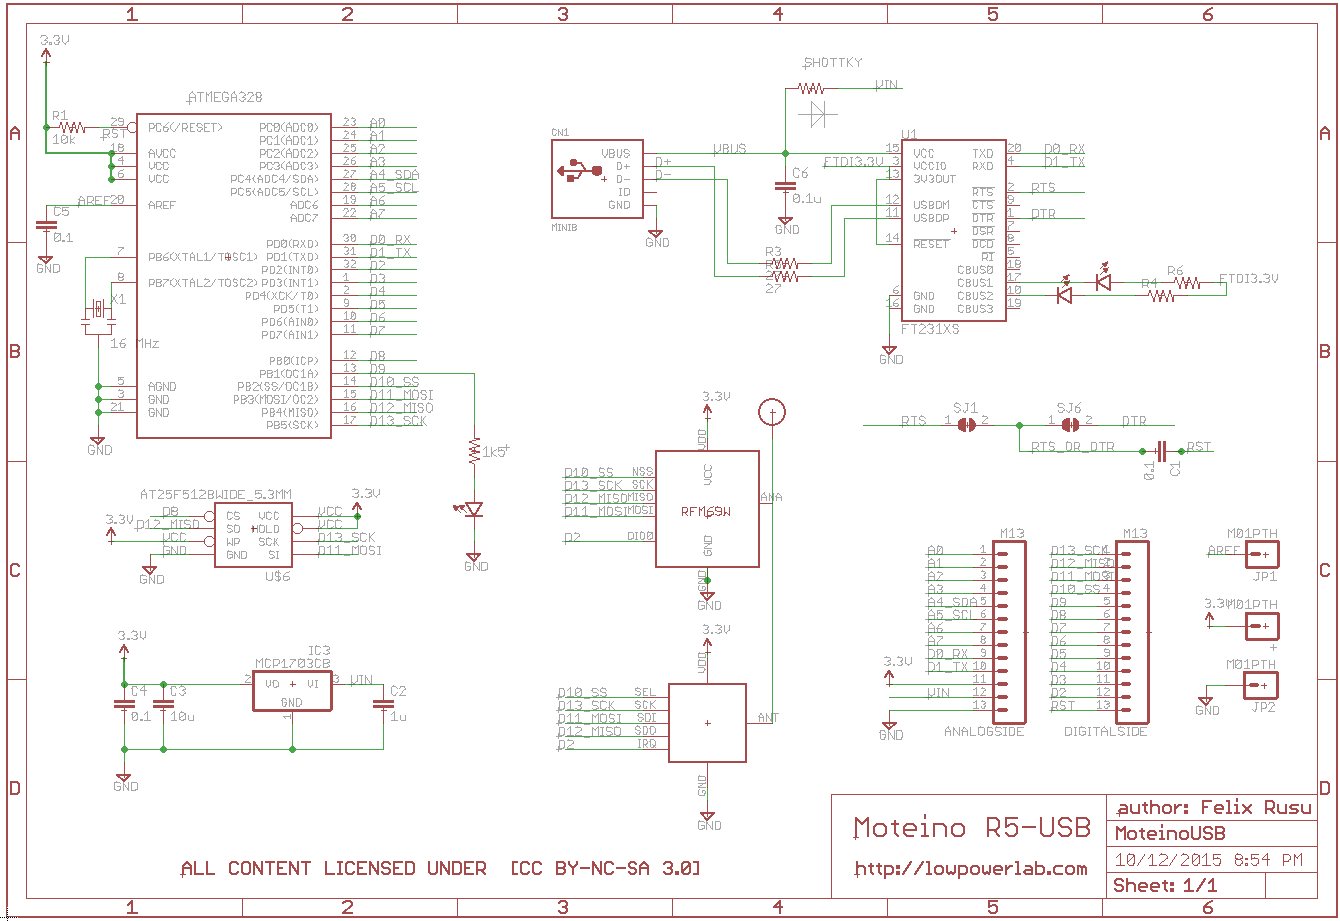 1 2 3 4 5 6
A A
B B
C C
D D
1 2 3 4 5 6
3.3V
ATMEGA328
R1
10k
RST
29 PC6(/RESET) PC0(ADC0) 23 A0
PC1(ADC1) 24 A1
18 AVCC PC2(ADC2) 25 A2
4 VCC PC3(ADC3) 26 A3
6 VCC PC4(ADC4/SDA) 27 A4_SDA
PC5(ADC5/SCL) 28 A5_SCL
AREF 20 AREF ADC6 19 A6
ADC7 22 A7
C5
0.1
GND
PD0(RXD) 30 D0_RX
7 PB6(XTAL1/TOSC1) PD1(TXD) 31 D1_TX
PD2(INT0) 32 D2
8 PB7(XTAL2/TOSC2) PD3(INT1) 1 D3
PD4(XCK/T0) 2 D4
PD5(T1) 9 D5
PD6(AIN0) 10 D6
PD7(AIN1) 11 D7
X1
16 MHz
PB0(ICP) 12 D8
PB1(OC1A) 13 D9
5 AGND PB2(SS/OC1B) 14 D10_SS
3 GND PB3(MOSI/OC2) 15 D11_MOSI
21 GND PB4(MISO) 16 D12_MISO
PB5(SCK) 17 D13_SCK
GND
1k5
GND
CN1
VBUS
D+
D-
ID
GND
MINIB
VBUS
D+
D-
GND
SHOTTKY
VIN
C6
0.1u
GND
R3
27
FTDI3.3V
U1
15 VCC TXD 20 D0_RX
3 VCCIO RXD 4 D1_TX
13 3V3OUT
RTS 2 RTS
12 USBDM CTS 9
11 USBDP DTR 1 DTR
DSR 7
14 RESET DCD 8
RI 5
CBUS0 18
CBUS1 17
6 GND CBUS2 10
16 GND CBUS3 19
FT231XS
GND
R6
R4
FTDI3.3V
RTS 1 SJ1 2 1 SJ6 2 DTR
RTS_OR_DTR
0.1
C1
RST
AT25F512BWIDE_5.3MM
3.3V
3.3V
D8 CS VCC VCC
D12_MISO SO HOLD VCC
VCC WP SCK D13_SCK
GND GND SI D11_MOSI
U$6
GND
3.3V
VDD
D10_SS NSS VCC
D13_SCK SCK
D12_MISO MISO ANA
D11_MOSI MOSI RFM69W
D2 DIO0 GND
GND
GND
3.3V
VDD
D10_SS SEL
D13_SCK SCK
D11_MOSI SDI ANT
D12_MISO SDO
D2 IRQ
GND
GND
3.3V
IC3
MCP1703CB
2 VO VI 3 VIN
GND
1
C4
0.1
C3
10u
C2
1u
GND
M13
A0 1
A1 2
A2 3
A3 4
A4_SDA 5
A5_SCL 6
A6 7
A7 8
D0_RX 9
D1_TX 10
3.3V 11
VIN 12
13
GND
ANALOGSIDE
M13
D13_SCK 1
D12_MISO 2
D11_MOSI 3
D10_SS 4
D9 5
D8 6
D7 7
D6 8
D5 9
D4 10
D3 11
D2 12
RST 13
DIGITALSIDE
M01PTH
AREF
JP1
3.3V M01PTH
M01PTH
GND
JP2
ALL CONTENT LICENSED UNDER [CC BY-NC-SA 3.0]
Moteino R5-USB
http://lowpowerlab.com
author: Felix Rusu
MoteinoUSB
10/12/2015 8:54 PM
Sheet: 1/1